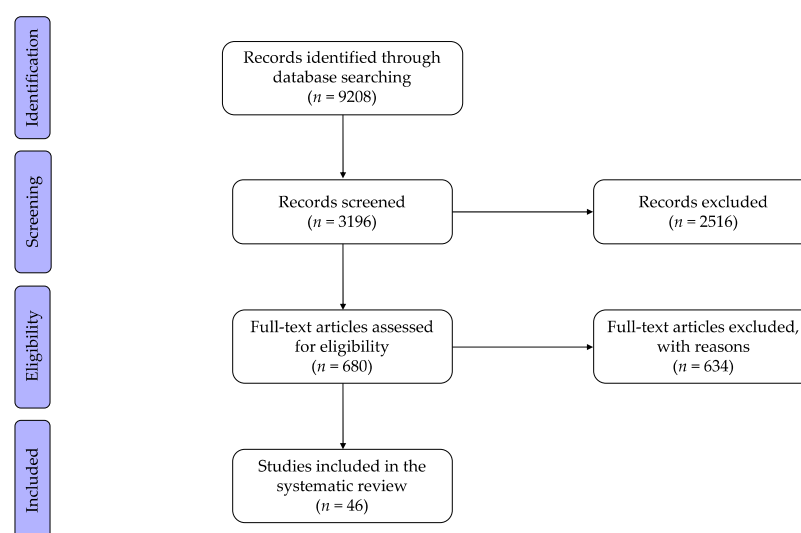 Identification
Records identified through
database searching
(n = 9208)
Screening
Records screened
(n = 3196)
Records excluded
(n = 2516)
Eligibility
Full-text articles assessed
for eligibility
(n = 680)
Full-text articles excluded,
with reasons
(n = 634)
Included
Studies included in the
systematic review
(n = 46)